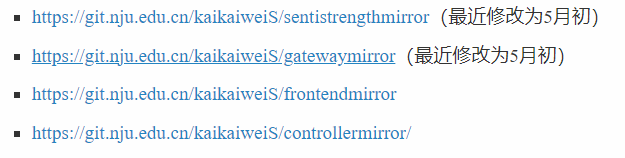 https://git.nju.edu.cn/kaikaiweiS/sentistrengthmirror（最近修改为5月初）
https://git.nju.edu.cn/kaikaiweiS/gatewaymirror（最近修改为5月初）
https://git.nju.edu.cn/kaikaiweiS/frontendmirror
https://git.nju.edu.cn/kaikaiweiS/controllermirror/